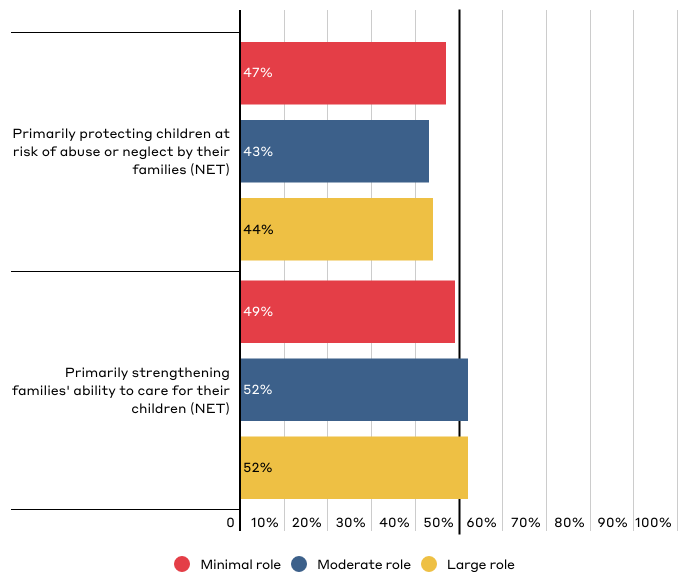 47%
Primarily protecting children at
risk of abuse or neglect by their
families (NET)
43%
44%
49%
Primarily strengthening
families' ability to care for their
children (NET)
52%
52%
0 10% 20% 30% 40% 50% 60% 70% 80% 90% 100%
Minimal role Moderate role Large role